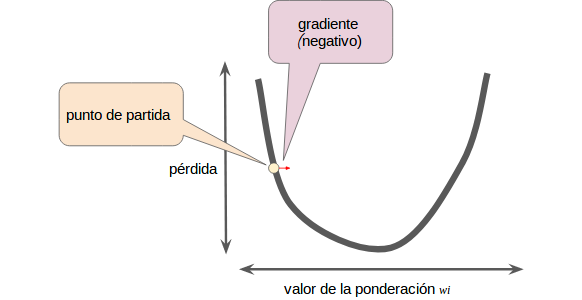 gradiente
(negativo)
punto de partida
pérdida
valor de la ponderación wi